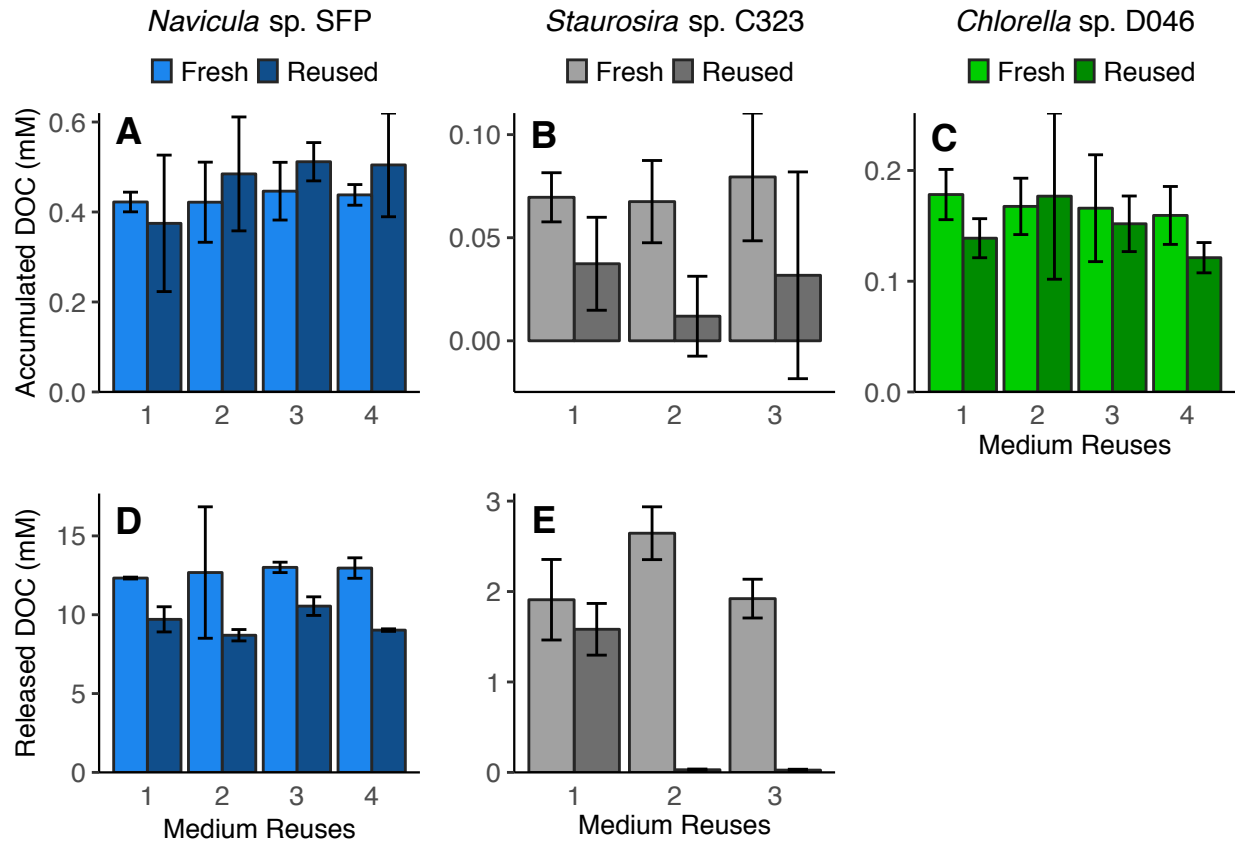 Navicula sp. SFP
Staurosira sp. C323
Chlorella sp. D046
Fresh Reused
Fresh Reused
Fresh Reused
Accumulated DOC (mM)
A
0.6
0.4
0.2
0.0
1 2 3 4
B
0.10
0.05
0.00
1 2 3
C
0.2
0.1
0.0
1 2 3 4
Medium Reuses
Released DOC (mM)
D
15
10
5
0
1 2 3 4
Medium Reuses
E
3
2
1
0
1 2 3
Medium Reuses